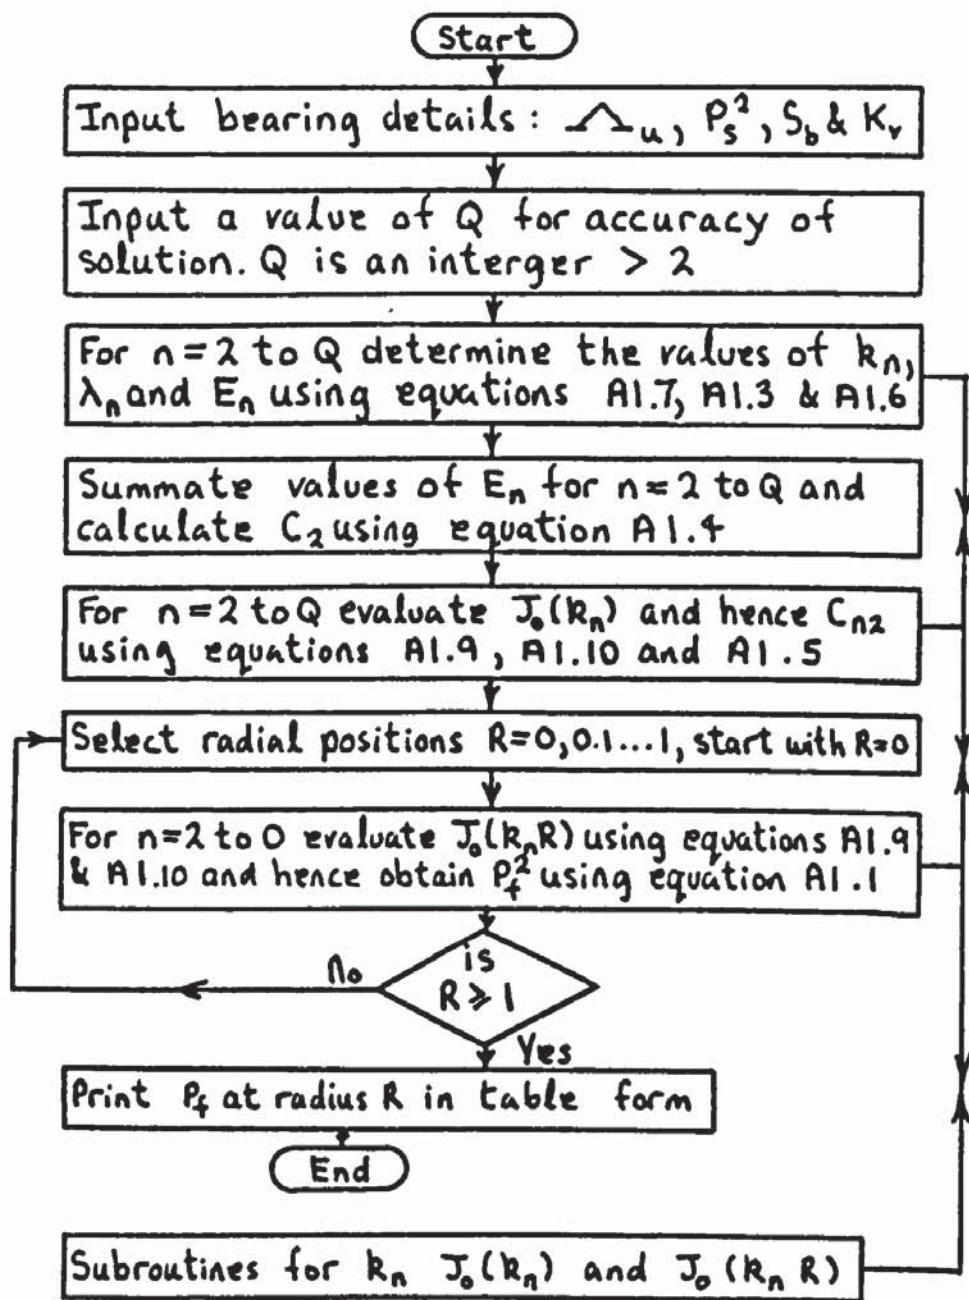 Start
Input bearing details: Λu, Ps², Sb & Kv
Input a value of Q for accuracy of
solution. Q is an interger > 2
For n=2 to Q determine the values of kn,
λn and En using equations A1.7, A1.3 & A1.6
Summate values of En for n=2 to Q and
calculate C2 using equation A1.4
For n=2 to Q evaluate Jo(kn) and hence Cn2
using equations A1.9, A1.10 and A1.5
Select radial positions R=0,0.1...1, start with R=0
For n=2 to O evaluate Jo(knR) using equations A1.9
& A1.10 and hence obtain Pf² using equation A1.1
is
R ⩾ 1
No
Yes
Print Pf at radius R in table form
End
Subroutines for kn Jo(kn) and Jo(kn R)